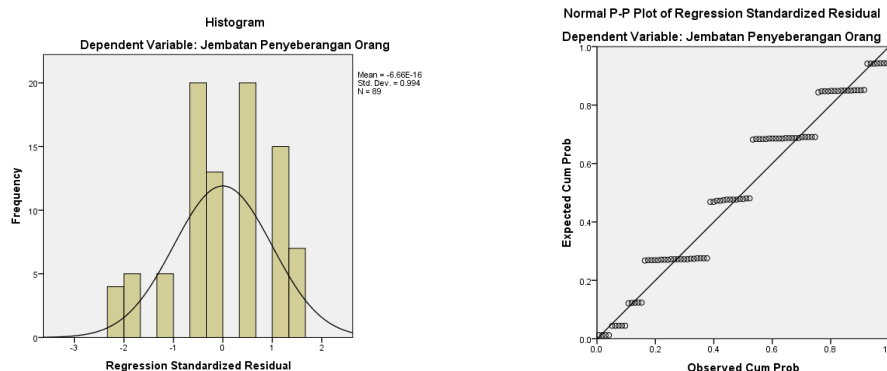 Histogram
Dependent Variable: Jembatan Penyeberangan Orang
Mean = -6.66E-16
Std. Dev. = 0.994
N = 89
20
15
10
5
0
Frequency
-3
-2
-1
0
1
2
Regression Standardized Residual
Normal P-P Plot of Regression Standardized Residual
Dependent Variable: Jembatan Penyeberangan Orang
1.0
0.8
0.6
0.4
0.2
0.0
Expected Cum Prob
0.0
0.2
0.4
0.6
0.8
Observed Cum Prob